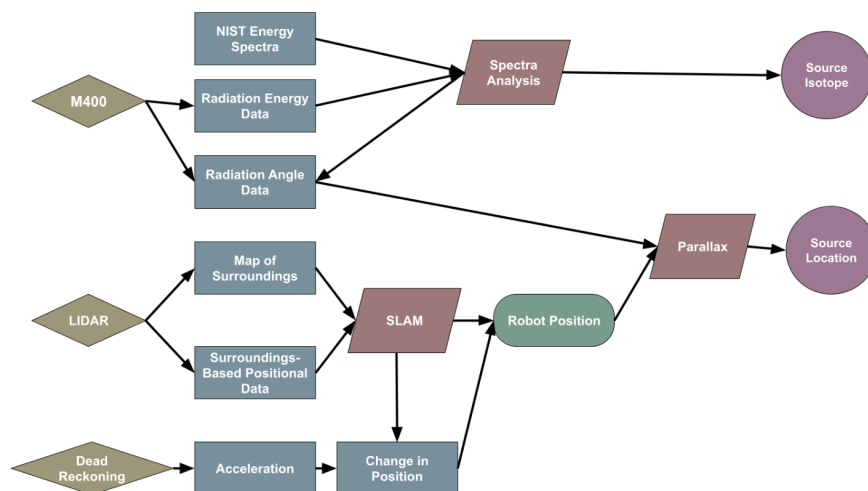 NIST Energy
Spectra
Spectra
Analysis
Source
Isotope
M400
Radiation Energy
Data
Radiation Angle
Data
Parallax
Source
Location
Map of
Surroundings
LIDAR
SLAM
Robot Position
Surroundings-
Based Positional
Data
Dead
Reckoning
Acceleration
Change in
Position